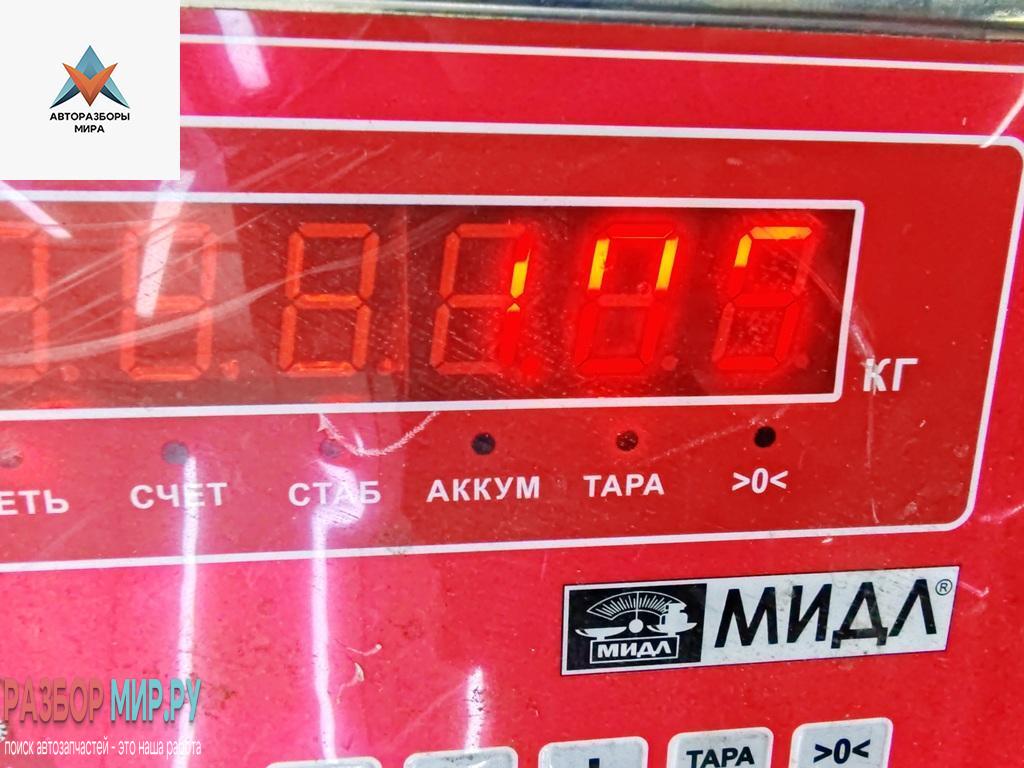 АВТОРАЗБОРЫ
МИРА
КГ
ЕТЬ СЧЕТ СТАБ АККУМ ТАРА >0<
МИДЛ МИДЛ®
РАЗБОР МИР.РУ
поиск автозапчастей - это наша работа
ТАРА >0<